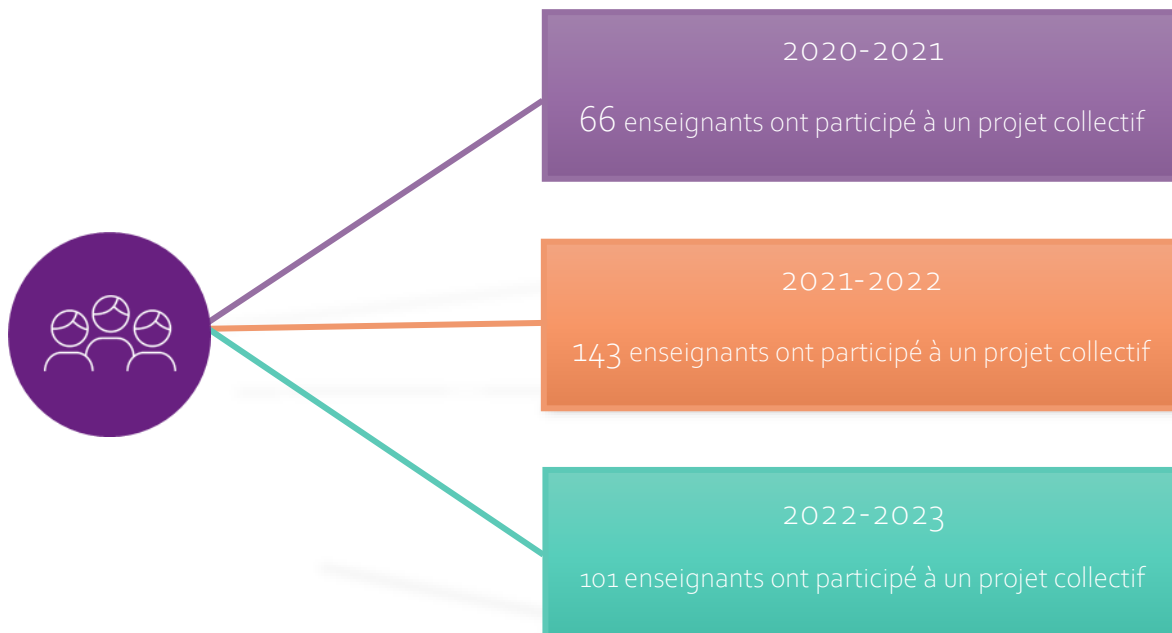 2020-2021
66 enseignants ont participé à un projet collectif
2021-2022
143 enseignants ont participé à un projet collectif
2022-2023
101 enseignants ont participé à un projet collectif